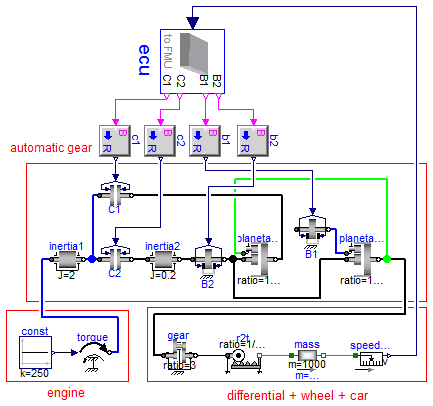 ecu
to FMU
C1
C2
B1
B2
B
R
c1
B
R
c2
B
R
b1
B
R
b2
automatic gear
C1
inertia1
J=2
C2
inertia2
J=0.2
B2
planeta...
ratio=1...
B1
planeta...
ratio=1...
const
k=250
torque
engine
gear
ratio=3
r2t
ratio=1/...
mass
m=1000
m=...
speed...
v
differential + wheel + car